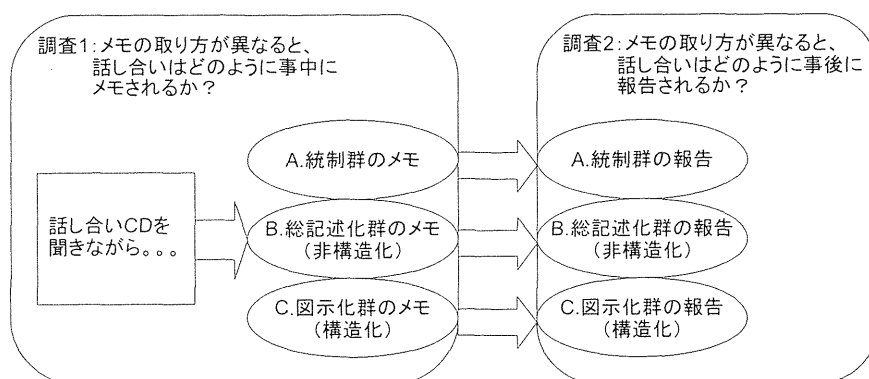 調査1:メモの取り方が異なると、
話し合いはどのように事中に
メモされるか？
話し合いCDを
聞きながら。。。
A.統制群のメモ
B.総記述化群のメモ
(非構造化)
C.図示化群のメモ
(構造化)
調査2:メモの取り方が異なると、
話し合いはどのように事後に
報告されるか？
A.統制群の報告
B.総記述化群の報告
(非構造化)
C.図示化群の報告
(構造化)